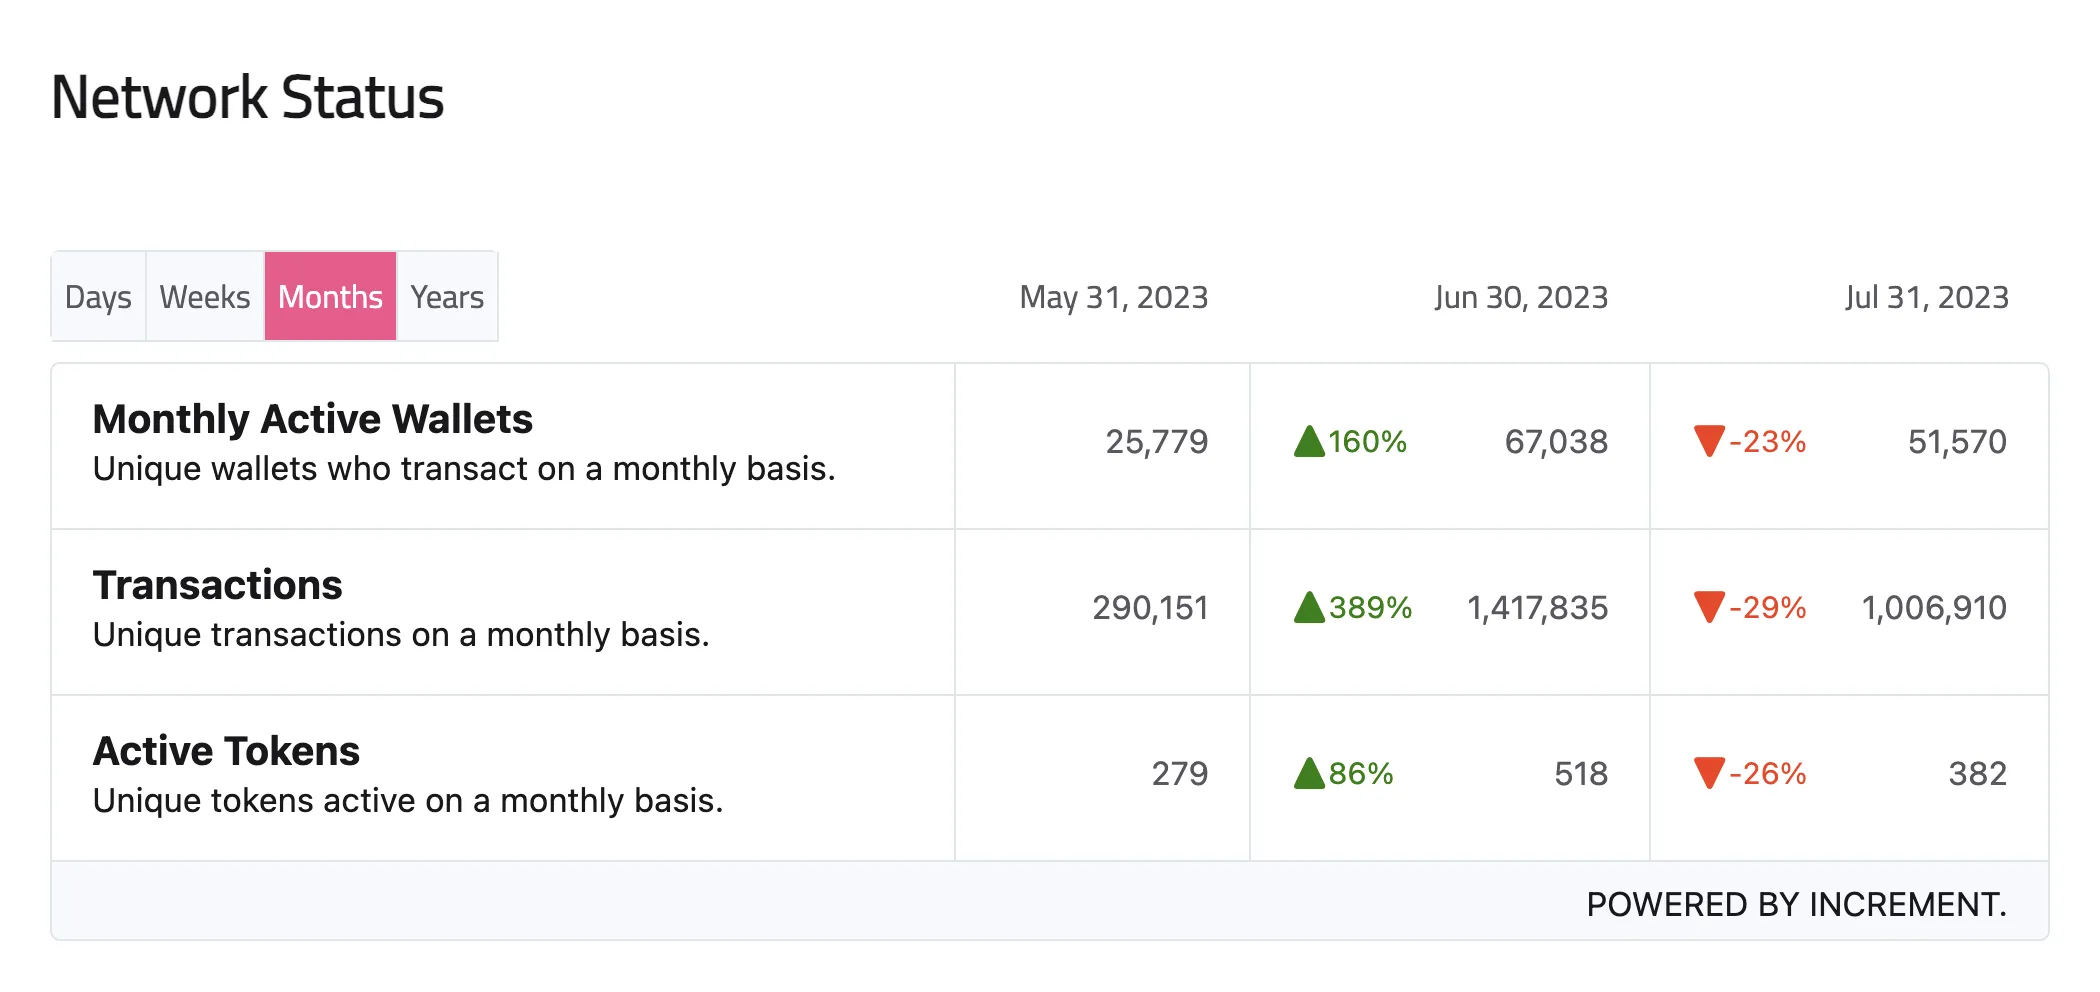 Network Status
Days Weeks Months Years May 31, 2023 Jun 30, 2023 Jul 31, 2023
Monthly Active Wallets
Unique wallets who transact on a monthly basis.
25,779 160% 67,038 -23% 51,570
Transactions
Unique transactions on a monthly basis.
290,151 389% 1,417,835 -29% 1,006,910
Active Tokens
Unique tokens active on a monthly basis.
279 86% 518 -26% 382
POWERED BY INCREMENT.